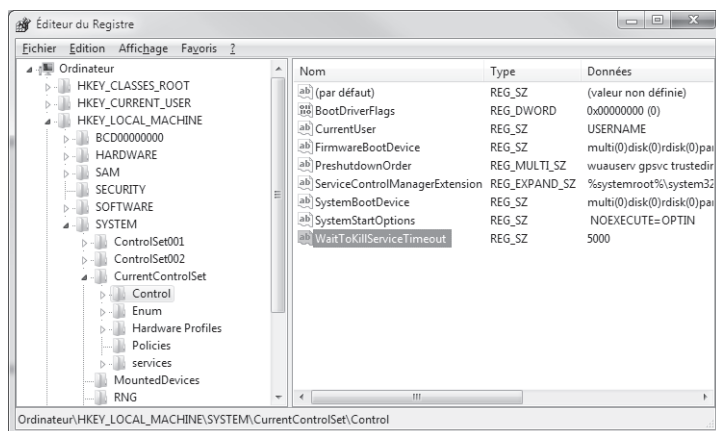 Éditeur du Registre
Fichier Edition Affichage Favoris ?
Ordinateur
HKEY_CLASSES_ROOT
HKEY_CURRENT_USER
HKEY_LOCAL_MACHINE
BCD00000000
HARDWARE
SAM
SECURITY
SOFTWARE
SYSTEM
ControlSet001
ControlSet002
CurrentControlSet
Control
Enum
Hardware Profiles
Policies
services
MountedDevices
RNG
Nom Type Données
(par défaut) REG_SZ (valeur non définie)
BootDriverFlags REG_DWORD 0x00000000 (0)
CurrentUser REG_SZ USERNAME
FirmwareBootDevice REG_SZ multi(0)disk(0)rdisk(0)par
PreshutdownOrder REG_MULTI_SZ wuauserv gpsvc trustedir
ServiceControlManagerExtension REG_EXPAND_SZ %systemroot%\system32
SystemBootDevice REG_SZ multi(0)disk(0)rdisk(0)par
SystemStartOptions REG_SZ NOEXECUTE=OPTIN
WaitToKillServiceTimeout REG_SZ 5000
Ordinateur\HKEY_LOCAL_MACHINE\SYSTEM\CurrentControlSet\Control